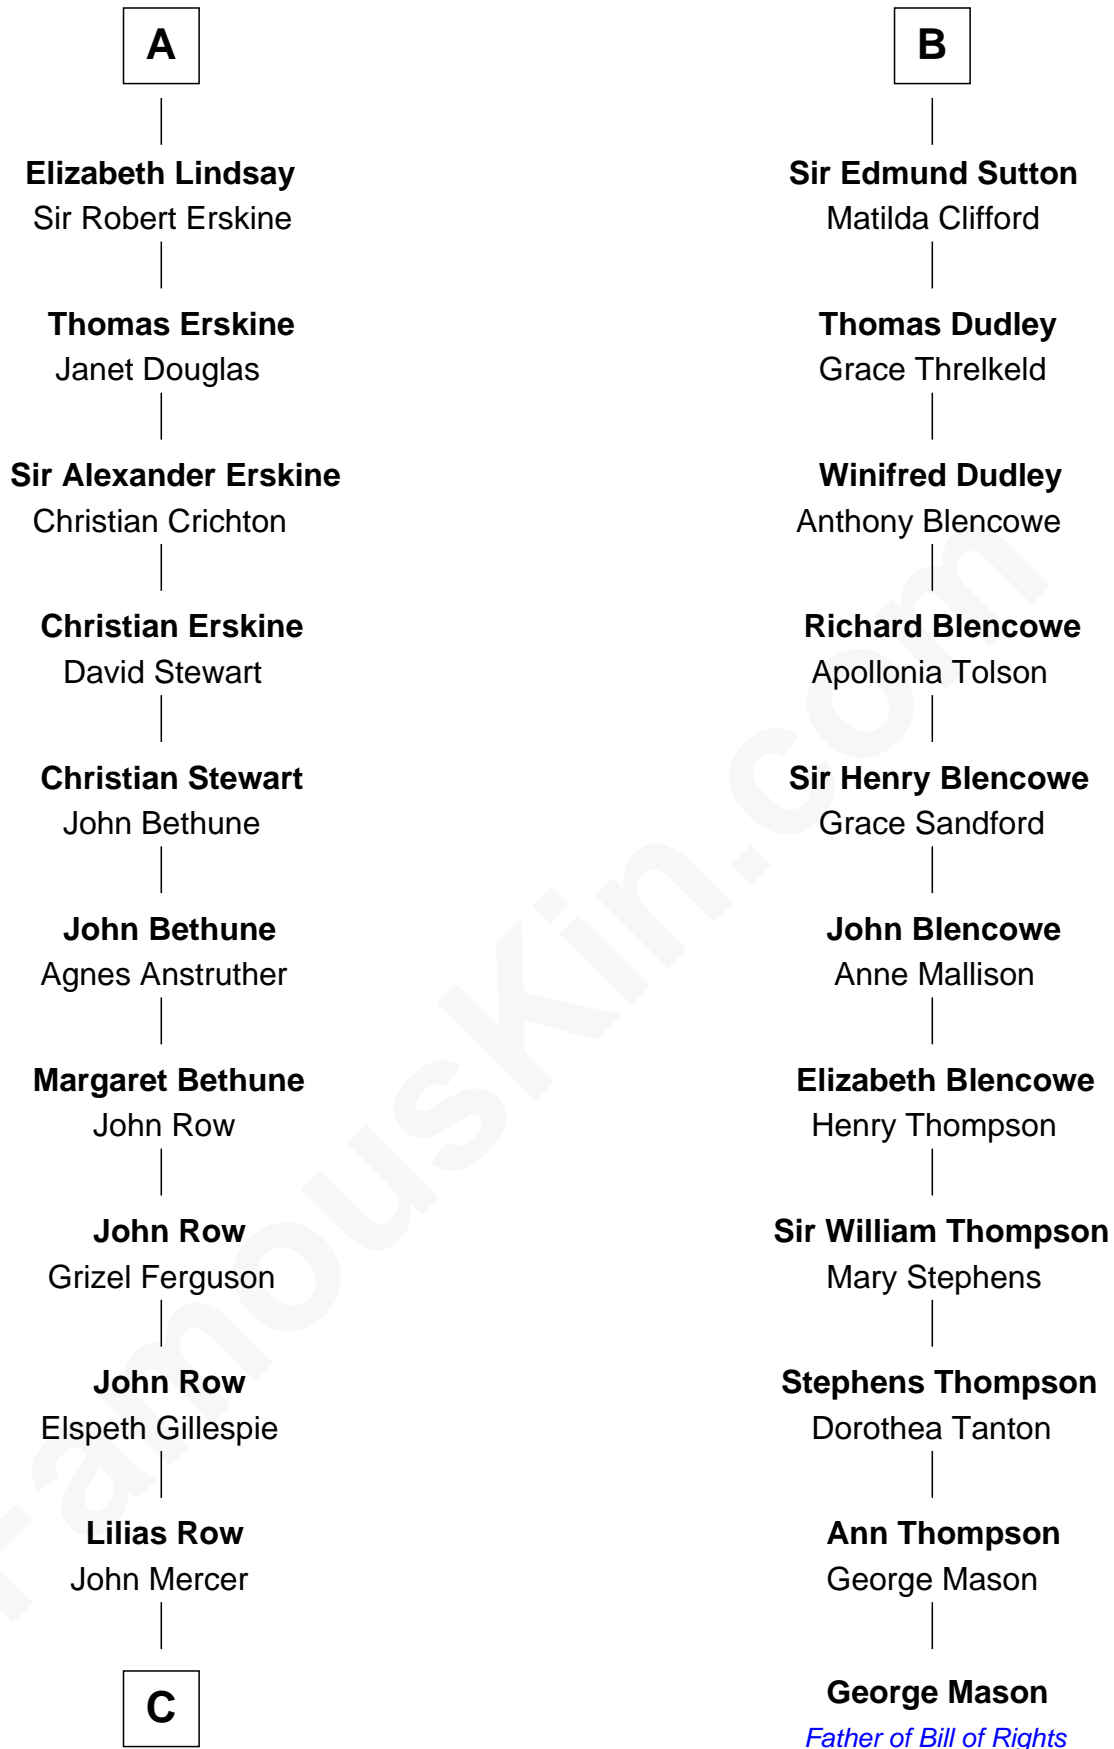 A
Elizabeth Lindsay
Sir Robert Erskine
Thomas Erskine
Janet Douglas
Sir Alexander Erskine
Christian Crichton
Christian Erskine
David Stewart
Christian Stewart
John Bethune
John Bethune
Agnes Anstruther
Margaret Bethune
John Row
John Row
Grizel Ferguson
John Row
Elspeth Gillespie
Lilias Row
John Mercer
C
B
Sir Edmund Sutton
Matilda Clifford
Thomas Dudley
Grace Threlkeld
Winifred Dudley
Anthony Blencowe
Richard Blencowe
Apollonia Tolson
Sir Henry Blencowe
Grace Sandford
John Blencowe
Anne Mallison
Elizabeth Blencowe
Henry Thompson
Sir William Thompson
Mary Stephens
Stephens Thompson
Dorothea Tanton
Ann Thompson
George Mason
George Mason
Father of Bill of Rights
FamousKin.com